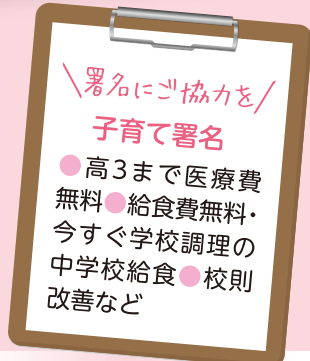 署名にご協力を
子育て署名
●高3まで医療費
無料●給食費無料・
今すぐ学校調理の
中学校給食●校則
改善など